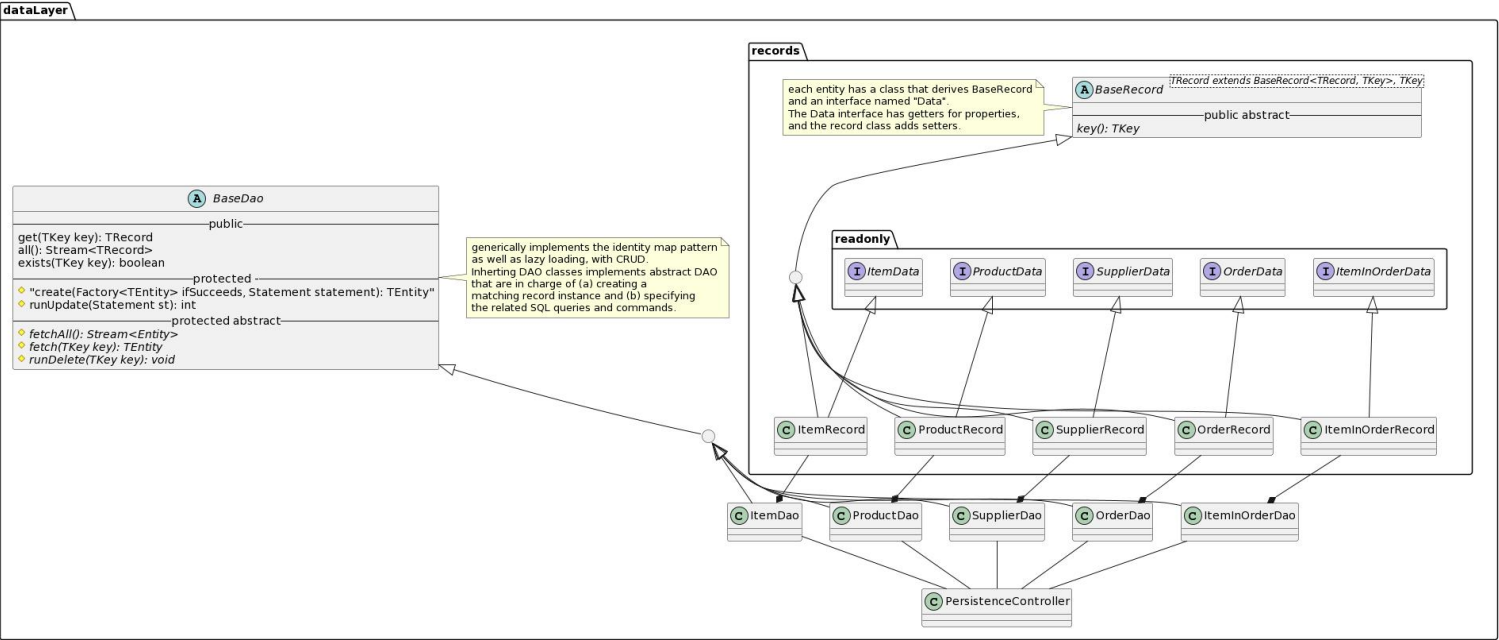 dataLayer
records
each entity has a class that derives BaseRecord
and an interface named "Data".
The Data interface has getters for properties,
and the record class adds setters.
A BaseRecord
TRecord extends BaseRecord<TRecord, TKey>, TKey
public abstract
key(): TKey
A BaseDao
public
get(TKey key): TRecord
all(): Stream<TRecord>
exists(TKey key): boolean
protected
"create(Factory<TEntity> ifSucceeds, Statement statement): TEntity"
runUpdate(Statement st): int
protected abstract
fetchAll(): Stream<Entity>
fetch(TKey key): TEntity
runDelete(TKey key): void
generically implements the identity map pattern
as well as lazy loading, with CRUD.
Inherting DAO classes implements abstract DAO
that are in charge of (a) creating a
matching record instance and (b) specifying
the related SQL queries and commands.
readonly
I ItemData
I ProductData
I SupplierData
I OrderData
I ItemInOrderData
C ItemRecord
C ProductRecord
C SupplierRecord
C OrderRecord
C ItemInOrderRecord
C ItemDao
C ProductDao
C SupplierDao
C OrderDao
C ItemInOrderDao
C PersistenceController